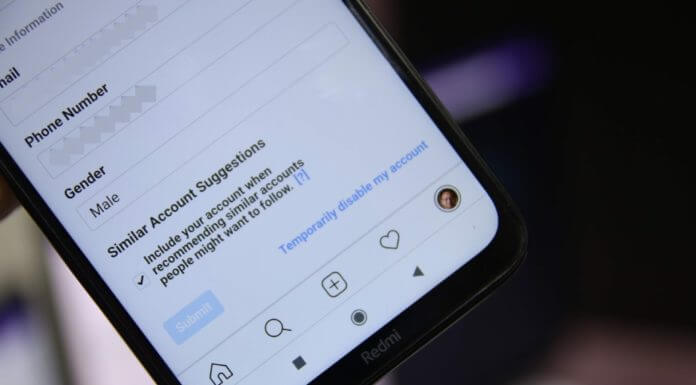 Information
Phone Number
Gender
Male
Similar Account Suggestions
Include your account when
recommending similar accounts
people might want to follow. [?]
Temporarily disable my account
Submit
Redmi